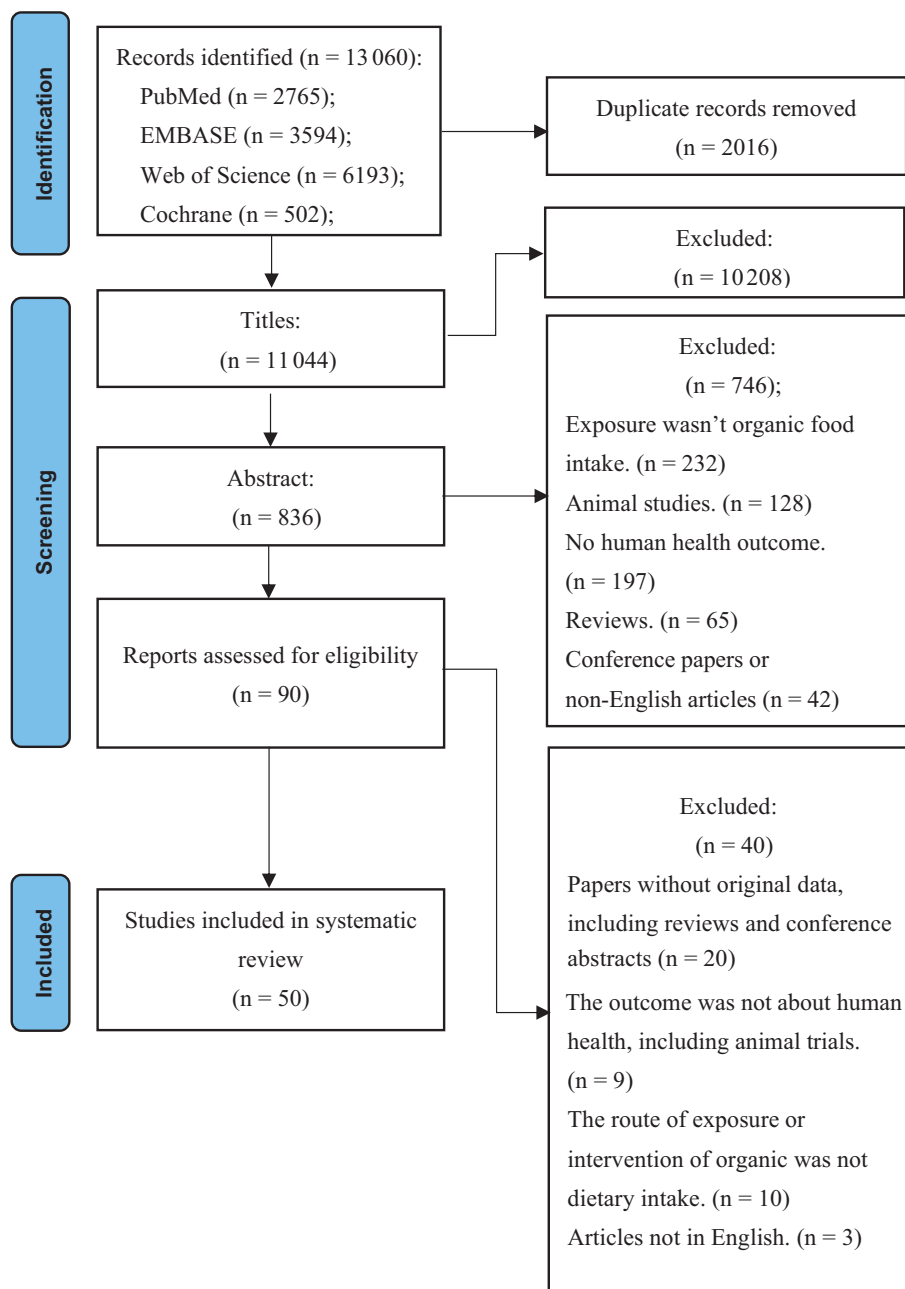 Identification
Records identified (n = 13 060):
PubMed (n = 2765);
EMBASE (n = 3594);
Web of Science (n = 6193);
Cochrane (n = 502);
Duplicate records removed
(n = 2016)
Screening
Titles:
(n = 11 044)
Excluded:
(n = 10 208)
Abstract:
(n = 836)
Excluded:
(n = 746);
Exposure wasn't organic food
intake. (n = 232)
Animal studies. (n = 128)
No human health outcome.
(n = 197)
Reviews. (n = 65)
Conference papers or
non-English articles (n = 42)
Reports assessed for eligibility
(n = 90)
Excluded:
(n = 40)
Papers without original data,
including reviews and conference
abstracts (n = 20)
The outcome was not about human
health, including animal trials.
(n = 9)
The route of exposure or
intervention of organic was not
dietary intake. (n = 10)
Articles not in English. (n = 3)
Included
Studies included in systematic
review
(n = 50)